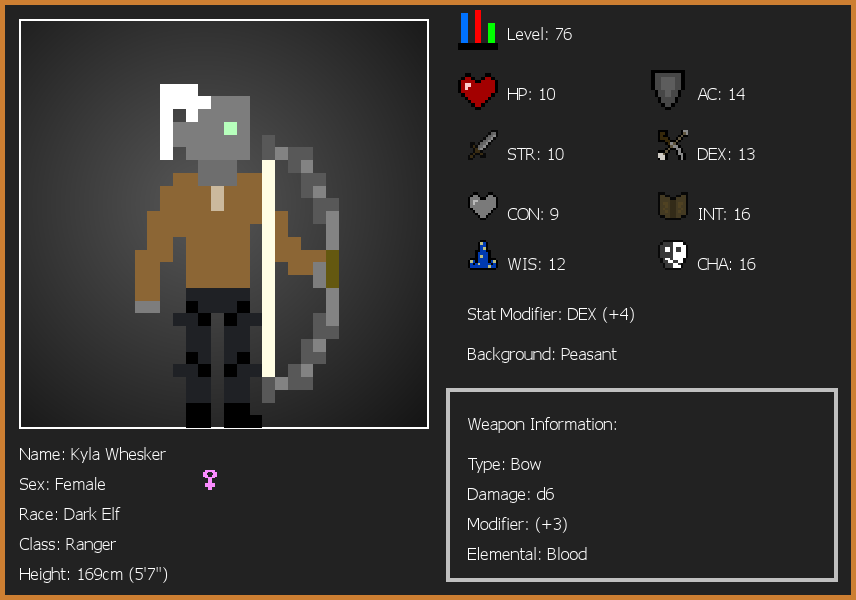 Level: 76
HP: 10
AC: 14
STR: 10
DEX: 13
CON: 9
INT: 16
WIS: 12
CHA: 16
Stat Modifier: DEX (+4)
Background: Peasant
Weapon Information:
Type: Bow
Damage: d6
Modifier: (+3)
Elemental: Blood
Name: Kyla Whesker
Sex: Female
Race: Dark Elf
Class: Ranger
Height: 169cm (5'7")